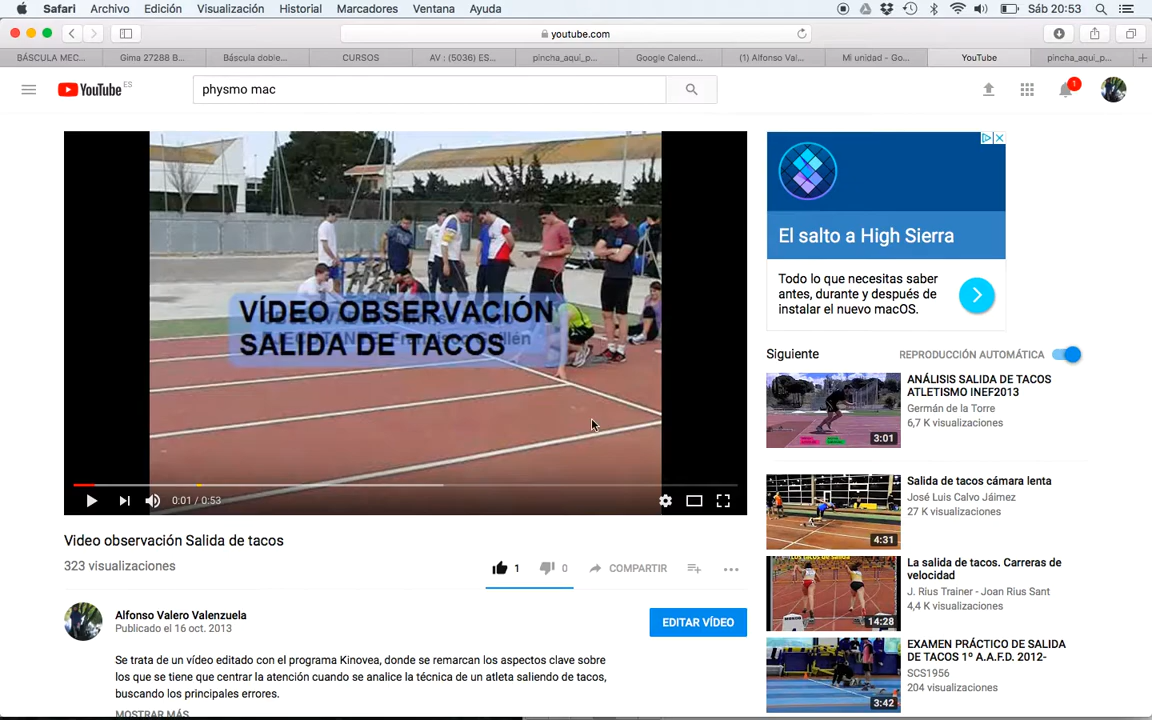 Safari Archivo Edición Visualización Historial Marcadores Ventana Ayuda Sáb 20:53
youtube.com
BÁSCULA MEC... Gima 27288 B... Báscula doble... CURSOS AV : (5036) ES... pincha_aquí_p... Google Calend... (1) Alfonso Val... Mi unidad - Go... YouTube pincha_aquí_p...
YouTube ES physmo mac 1
VÍDEO OBSERVACIÓN
SALIDA DE TACOS
0:01 / 0:53
Video observación Salida de tacos
323 visualizaciones
1 0 COMPARTIR
Alfonso Valero Valenzuela
Publicado el 16 oct. 2013
EDITAR VÍDEO
Se trata de un vídeo editado con el programa Kinovea, donde se remarcan los aspectos clave sobre
los que se tiene que centrar la atención cuando se analice la técnica de un atleta saliendo de tacos,
buscando los principales errores.
MOSTRAR MÁS
El salto a High Sierra
Todo lo que necesitas saber
antes, durante y después de
instalar el nuevo macOS.
Siguiente REPRODUCCIÓN AUTOMÁTICA
ANÁLISIS SALIDA DE TACOS
ATLETISMO INEF2013
Germán de la Torre
6,7 K visualizaciones
3:01
Salida de tacos cámara lenta
José Luis Calvo Jáimez
27 K visualizaciones
4:31
La salida de tacos. Carreras de
velocidad
J. Rius Trainer - Joan Rius Sant
4,4 K visualizaciones
14:28
EXAMEN PRÁCTICO DE SALIDA
DE TACOS 1º A.A.F.D. 2012-
SCS1956
204 visualizaciones
3:42